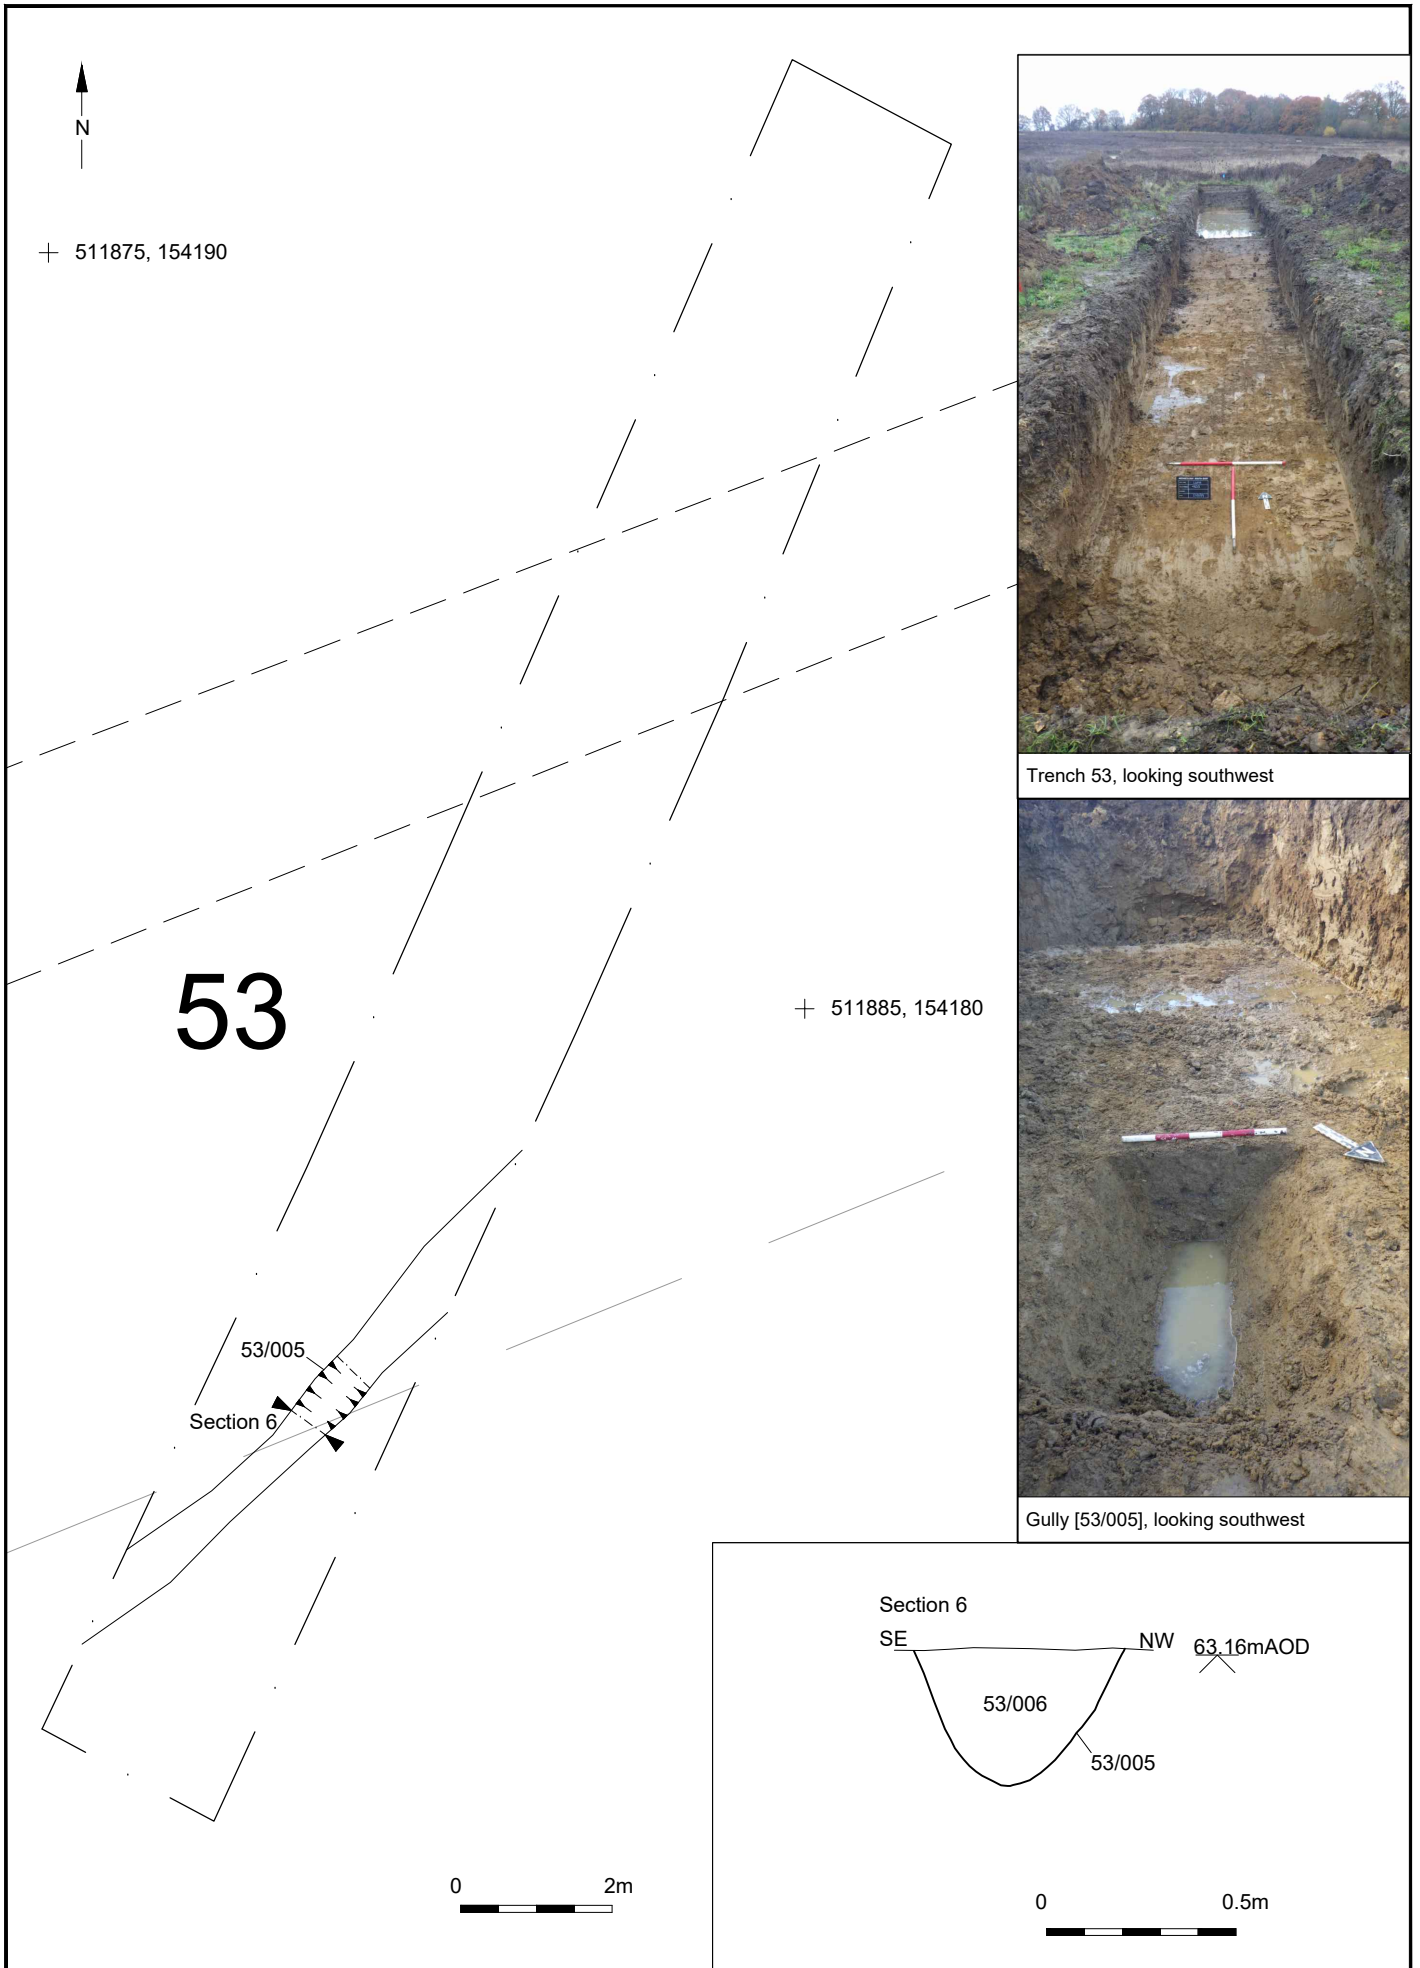 N
511875, 154190
Trench 53, looking southwest
53
511885, 154180
N
53/005
Section 6
Gully [53/005], looking southwest
Section 6
SE
NW
63.16mAOD
53/006
53/005
0
2m
0
0.5m